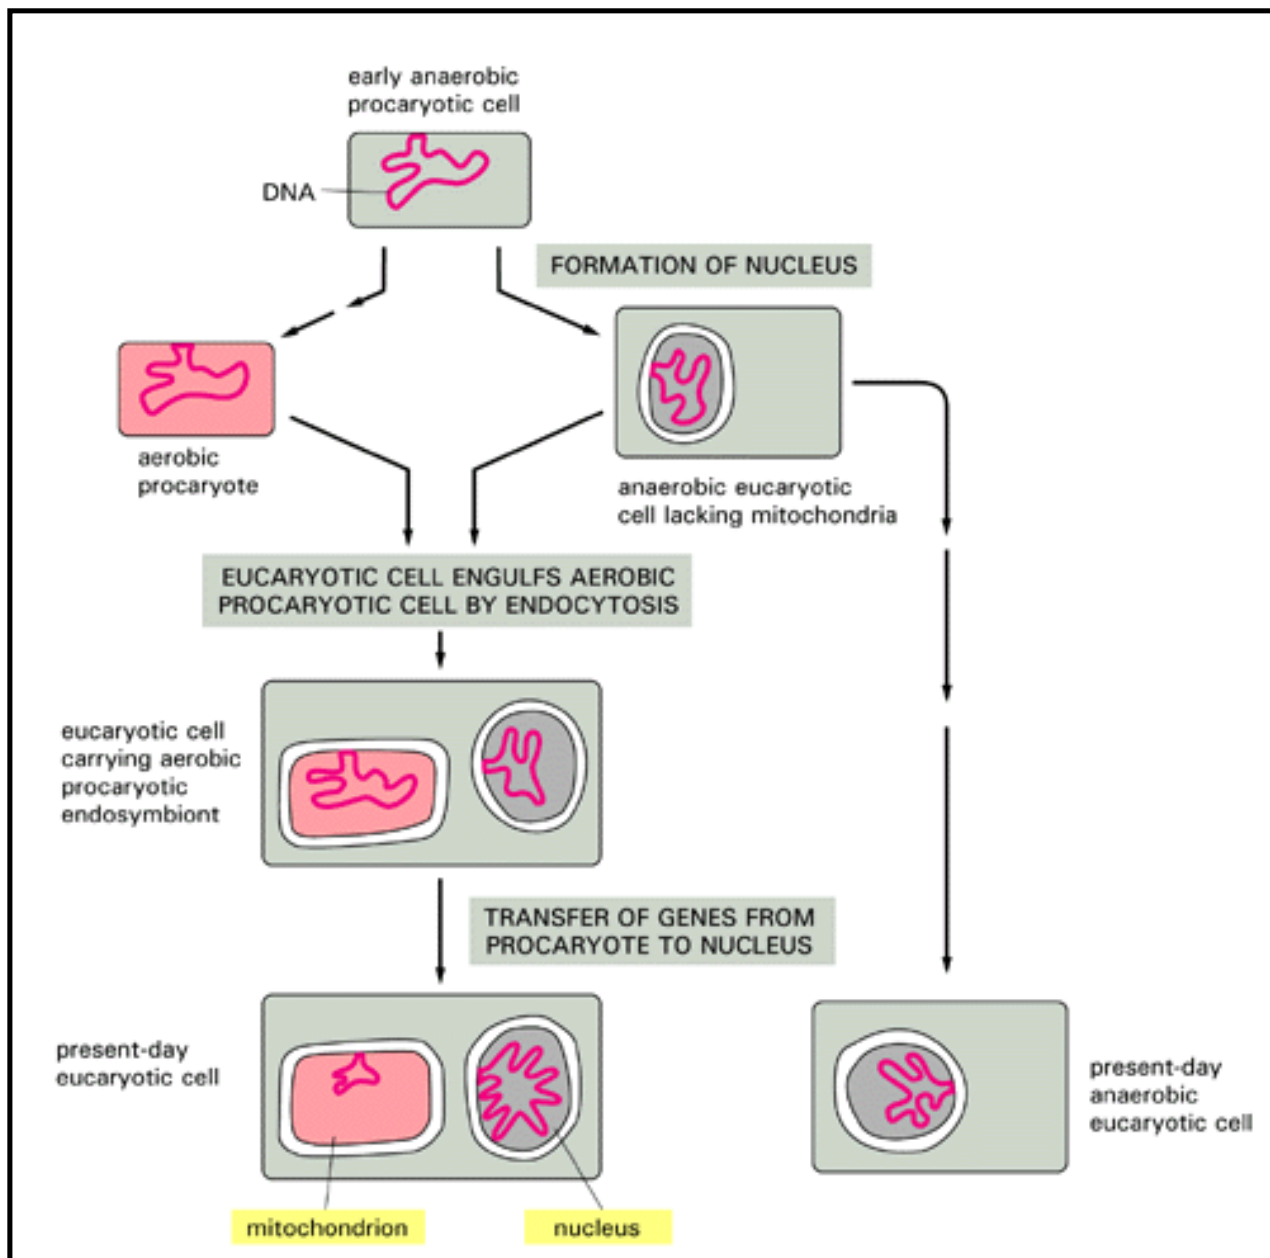 early anaerobic
procaryotic cell
DNA
FORMATION OF NUCLEUS
aerobic
procaryote
anaerobic eucaryotic
cell lacking mitochondria
EUCARYOTIC CELL ENGULFS AEROBIC
PROCARYOTIC CELL BY ENDOCYTOSIS
eucaryotic cell
carrying aerobic
procaryotic
endosymbiont
TRANSFER OF GENES FROM
PROCARYOTE TO NUCLEUS
present-day
eucaryotic cell
present-day
anaerobic
eucaryotic cell
mitochondrion
nucleus